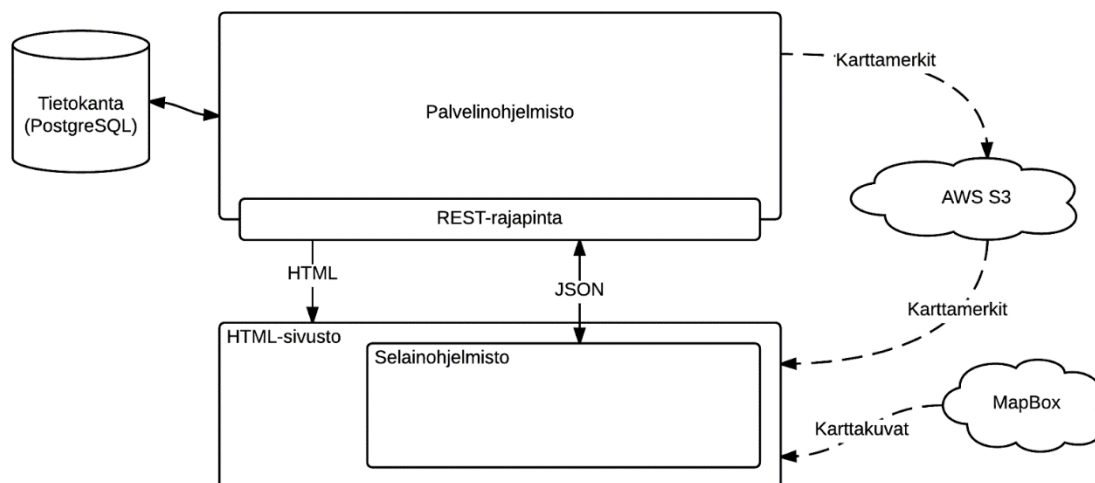 Karttamerkit
Tietokanta
(PostgreSQL)
Palvelinohjelmisto
AWS S3
REST-rajapinta
HTML
JSON
Karttamerkit
HTML-sivusto
Selainohjelmisto
MapBox
Karttakuvat